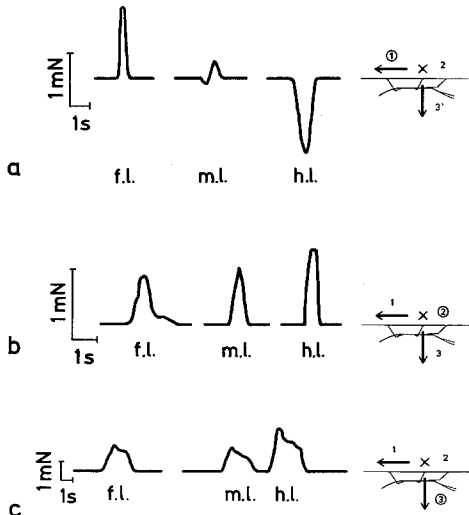 1mN
1s
f.l.
m.l.
h.l.
① × 2
3'
a
1mN
1s
f.l.
m.l.
h.l.
1 × ②
3
b
1mN
1s
f.l.
m.l.
h.l.
1 × 2
③
c